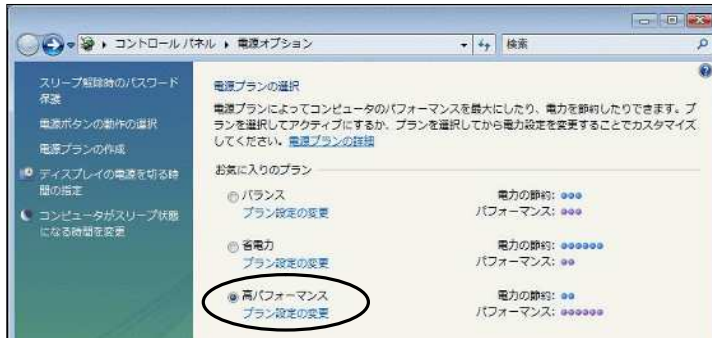 コントロール パネル ▸ 電源オプション
検索
スリープ解除時のパスワード
保護
電源ボタンの動作の選択
電源プランの作成
ディスプレイの電源を切る時
間の指定
コンピュータがスリープ状態
になる時間を変更
電源プランの選択
電源プランによってコンピュータのパフォーマンスを最大にしたり、電力を節約したりできます。プ
ランを選択してアクティブにするか、プランを選択してから電力設定を変更することでカスタマイズ
してください。電源プランの詳細
お気に入りのプラン
バランス 電力の節約:
プラン設定の変更 パフォーマンス:
省電力 電力の節約:
プラン設定の変更 パフォーマンス:
高パフォーマンス 電力の節約:
プラン設定の変更 パフォーマンス: